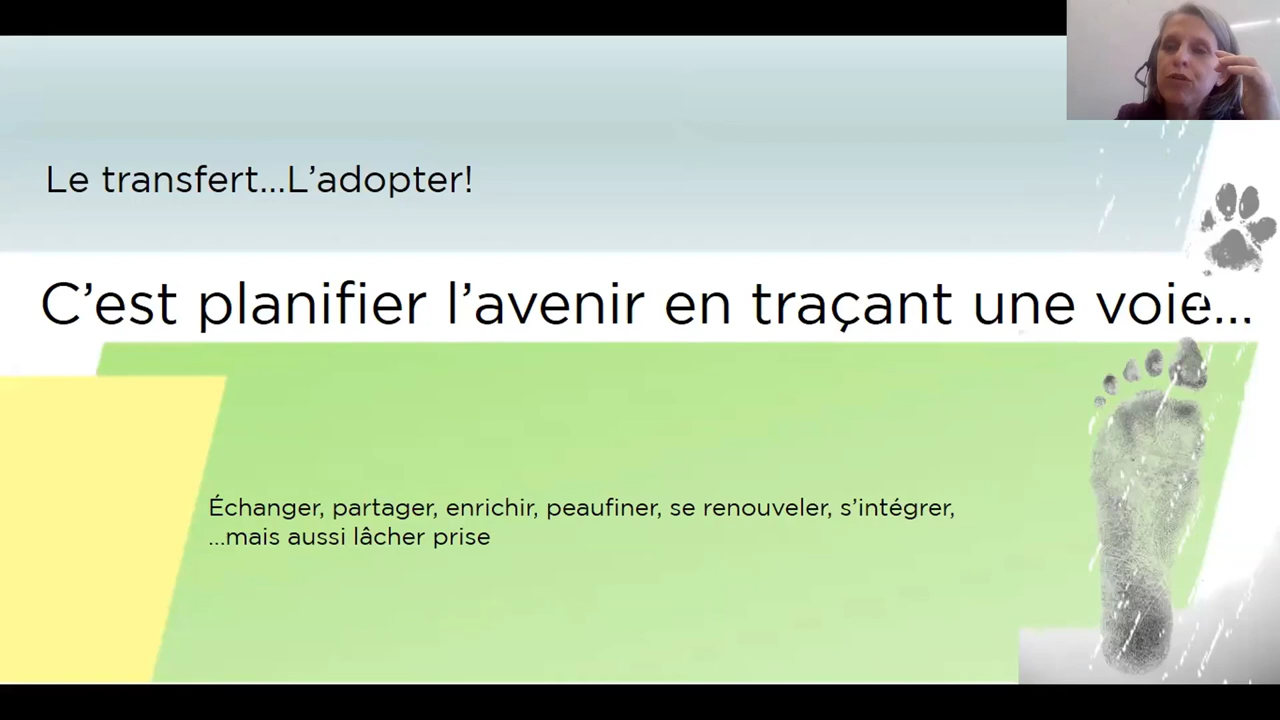 Le transfert...L’adopter!
C’est planifier l’avenir en traçant une voie...
Échanger, partager, enrichir, peaufiner, se renouveler, s’intégrer,
...mais aussi lâcher prise